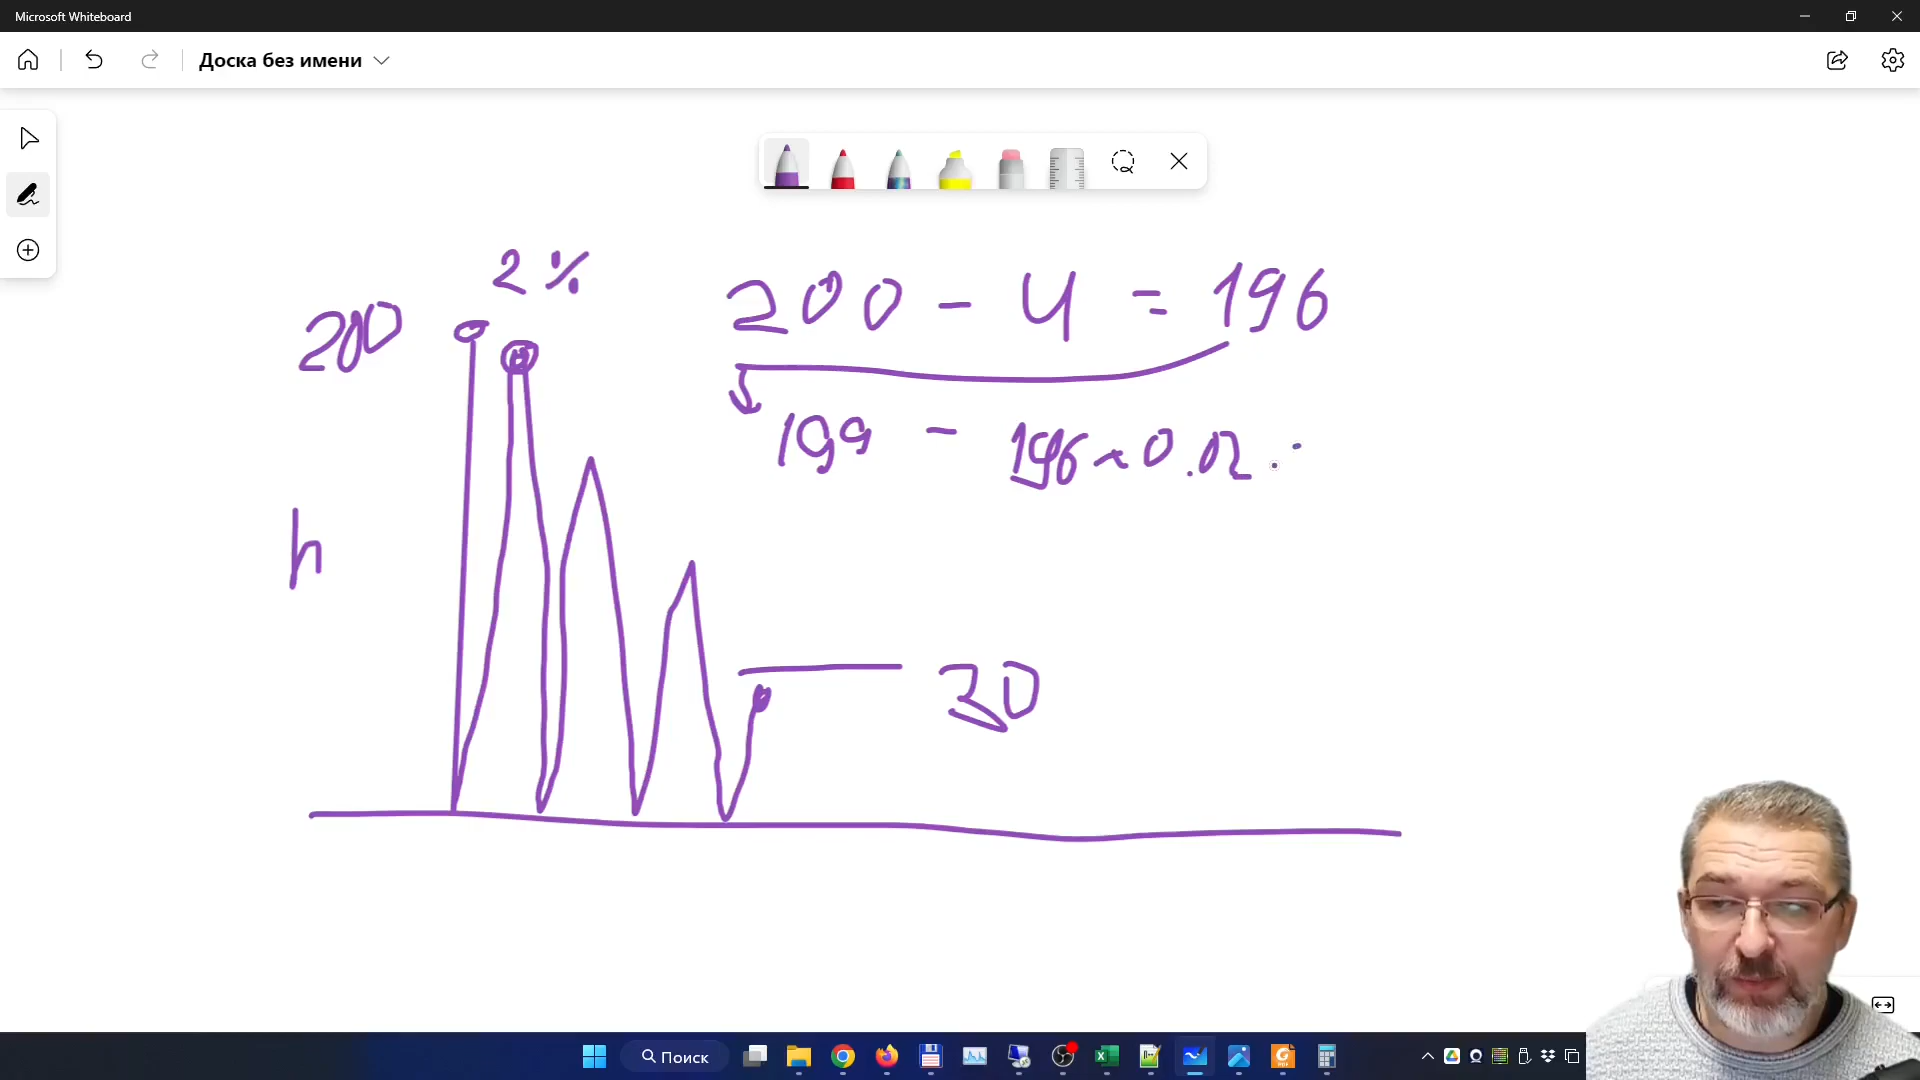 Microsoft Whiteboard
Доска без имени
2 %
200
200 - 4 = 196
199 - 196 × 0.02
h
30
Поиск